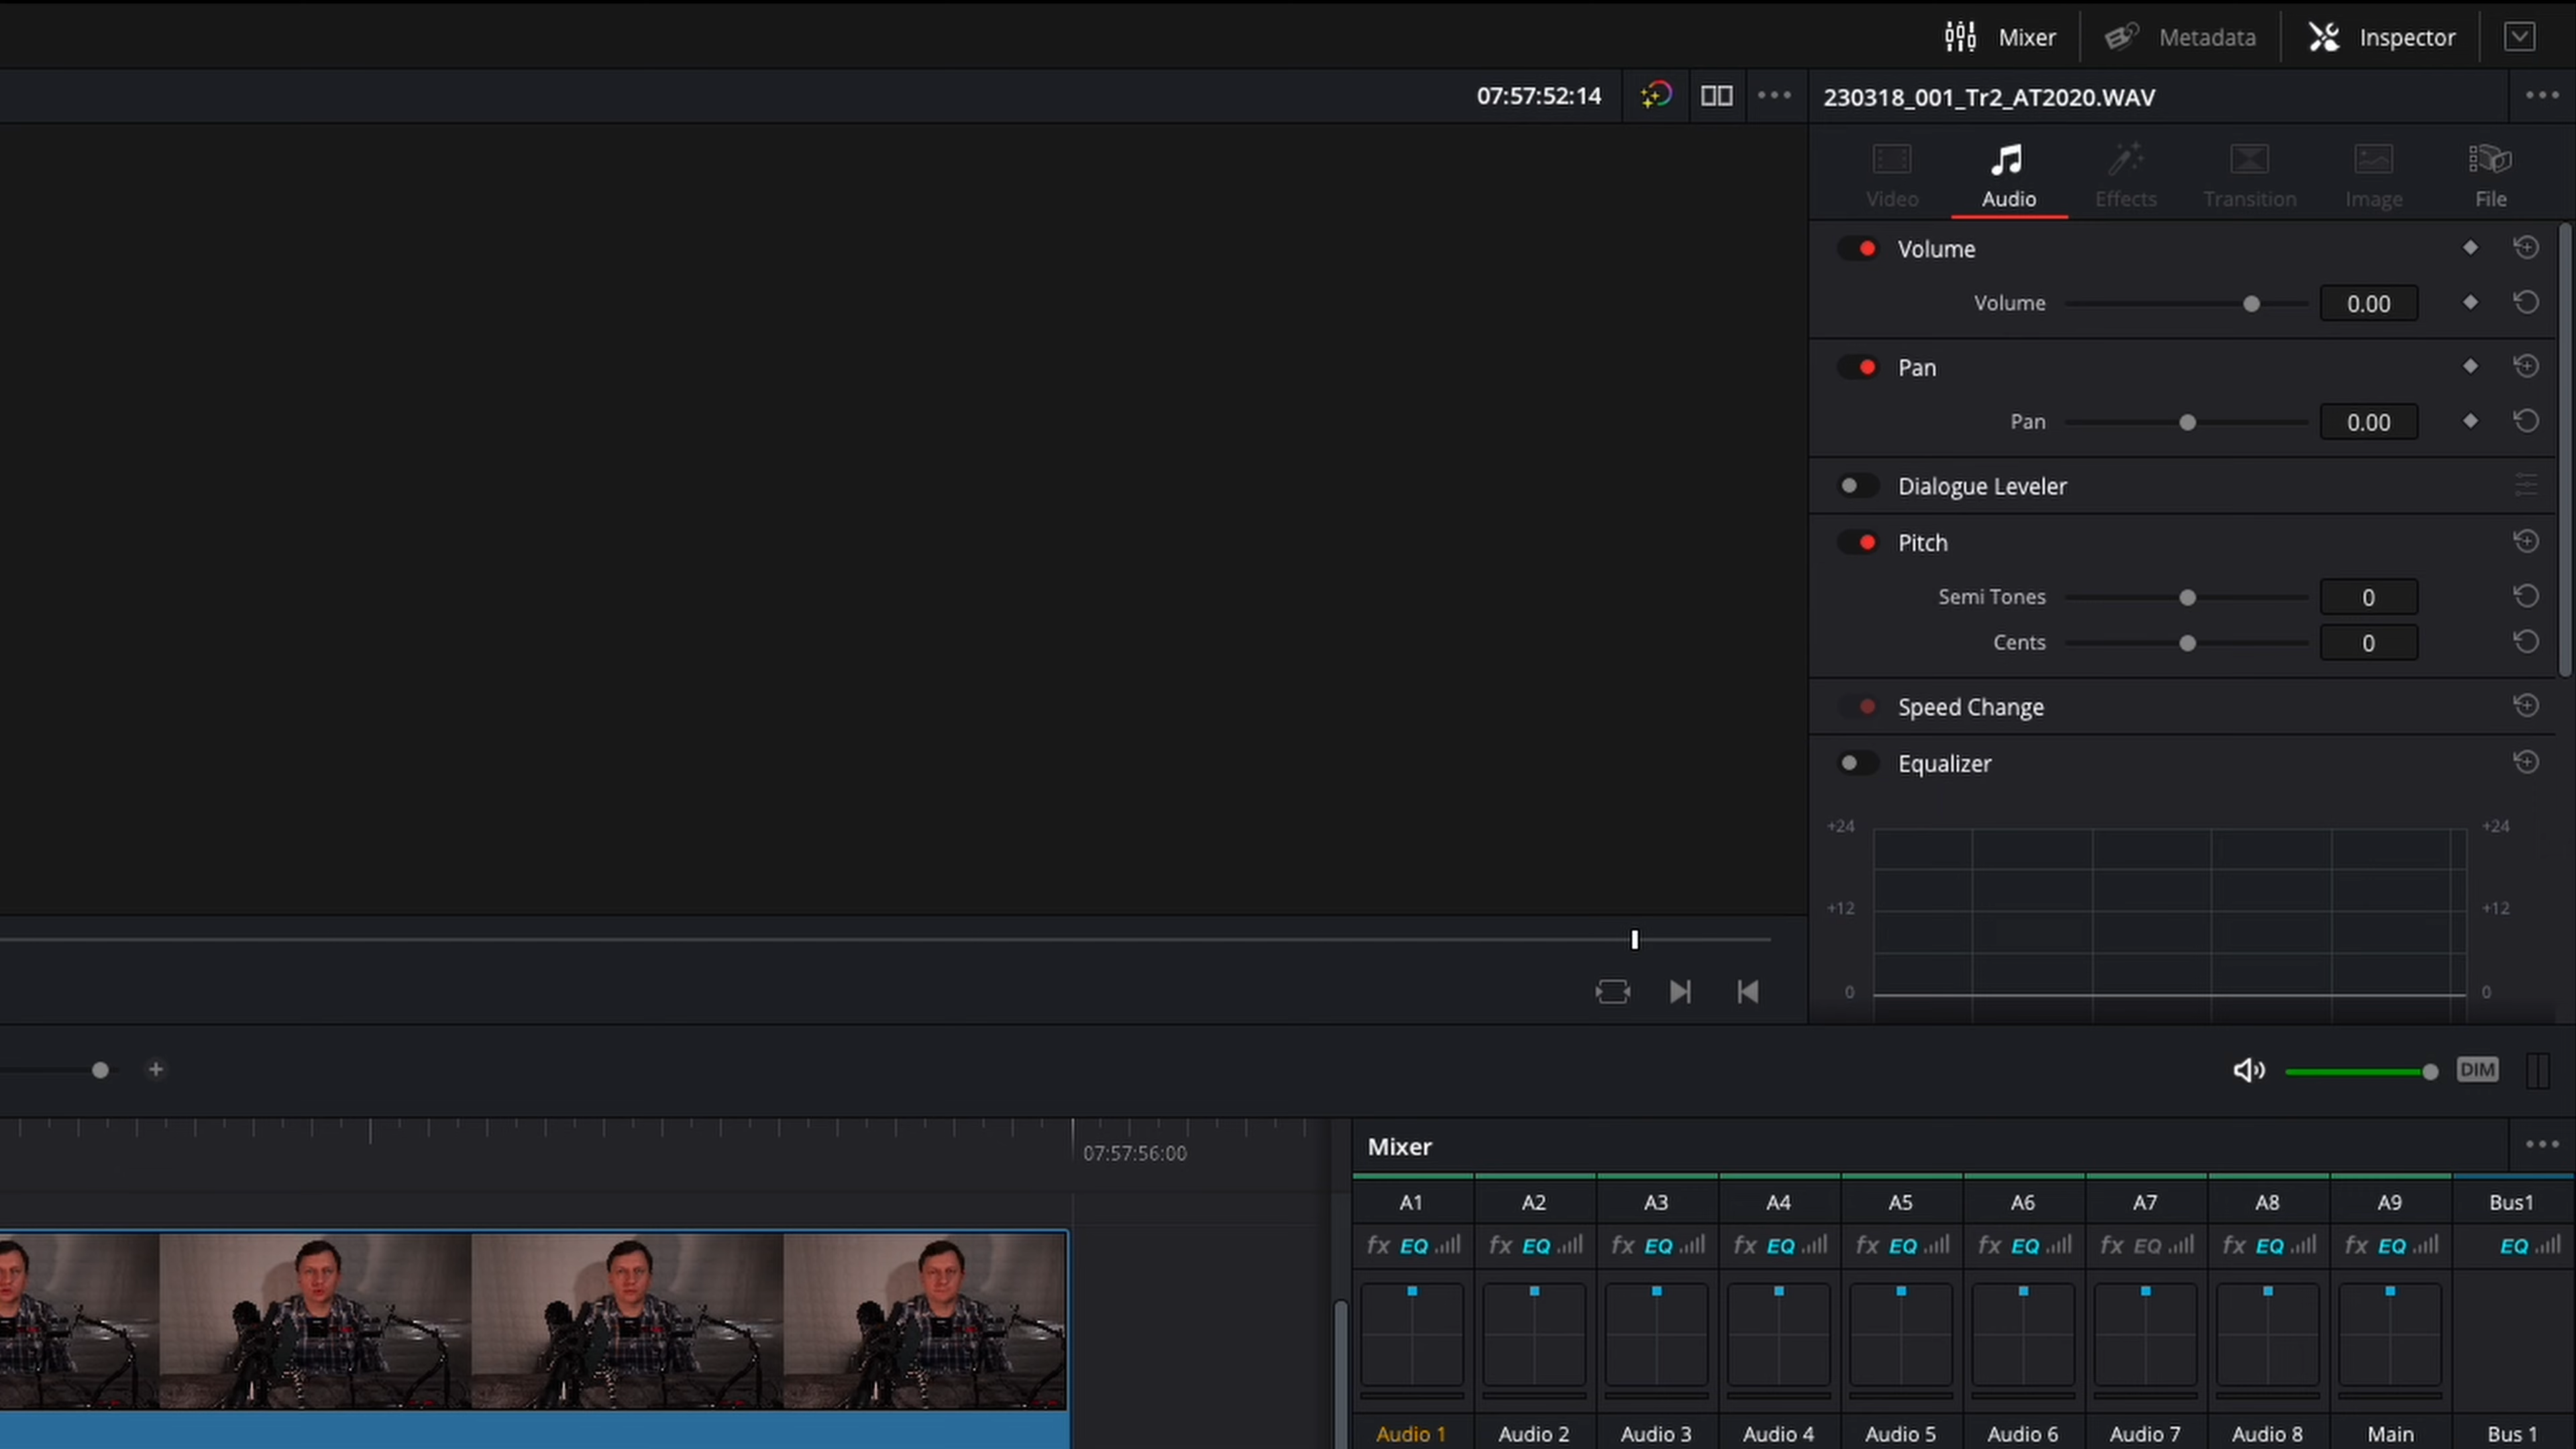 Mixer Metadata Inspector
07:57:52:14
230318_001_Tr2_AT2020.WAV
Video Audio Effects Transition Image File
Volume
Volume 0.00
Pan
Pan 0.00
Dialogue Leveler
Pitch
Semi Tones 0
Cents 0
Speed Change
Equalizer
+24 +24
+12 +12
0 0
DIM
07:57:56:00
Mixer
A1 A2 A3 A4 A5 A6 A7 A8 A9 Bus1
fx EQ fx EQ fx EQ fx EQ fx EQ fx EQ fx EQ fx EQ fx EQ EQ
Audio 1 Audio 2 Audio 3 Audio 4 Audio 5 Audio 6 Audio 7 Audio 8 Main Bus 1